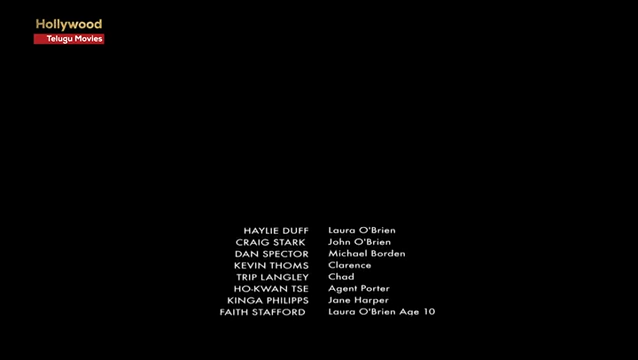 Hollywood
Telugu Movies
HAYLIE DUFF Laura O'Brien
CRAIG STARK John O'Brien
DAN SPECTOR Michael Borden
KEVIN THOMS Clarence
TRIP LANGLEY Chad
HO-KWAN TSE Agent Porter
KINGA PHILIPPS Jane Harper
FAITH STAFFORD Laura O'Brien Age 10